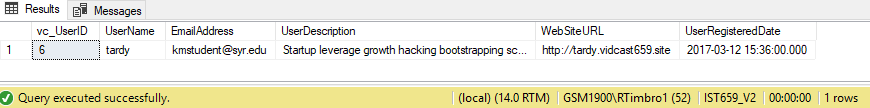 Results Messages
vc_UserID UserName EmailAddress UserDescription WebSiteURL UserRegisteredDate
1 6 tardy kmstudent@syr.edu Startup leverage growth hacking bootstrapping sc... http://tardy.vidcast659.site 2017-03-12 15:36:00.000
Query executed successfully. (local) (14.0 RTM) GSM1900\RTimbro1 (52) IST659_V2 00:00:00 1 rows